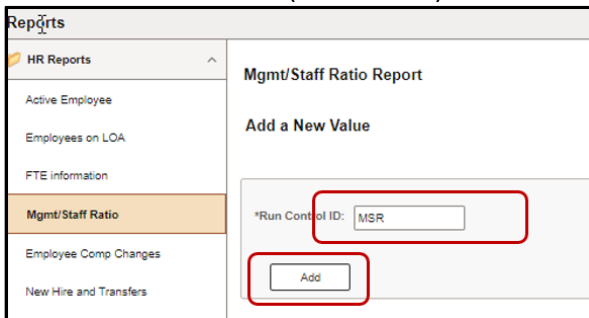 Reports
HR Reports
Active Employee
Employees on LOA
FTE information
Mgmt/Staff Ratio
Employee Comp Changes
New Hire and Transfers
Mgmt/Staff Ratio Report
Add a New Value
*Run Control ID: MSR
Add